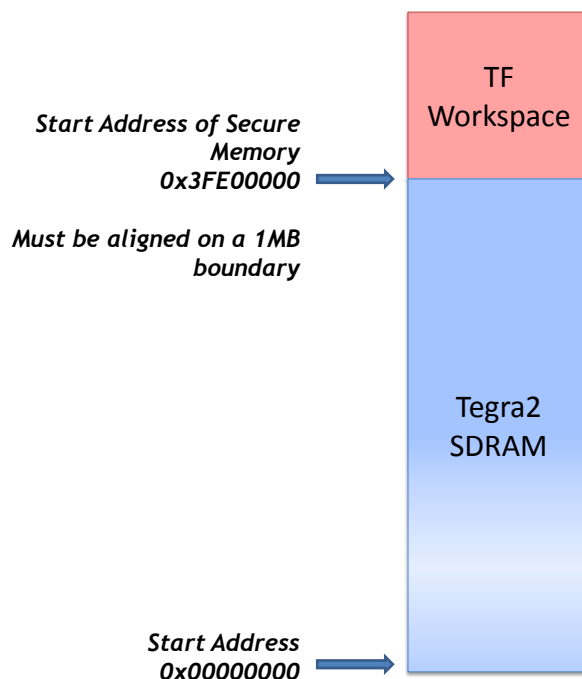 TF
Workspace
Start Address of Secure
Memory
0x3FE00000
Must be aligned on a 1MB
boundary
Tegra2
SDRAM
Start Address
0x00000000